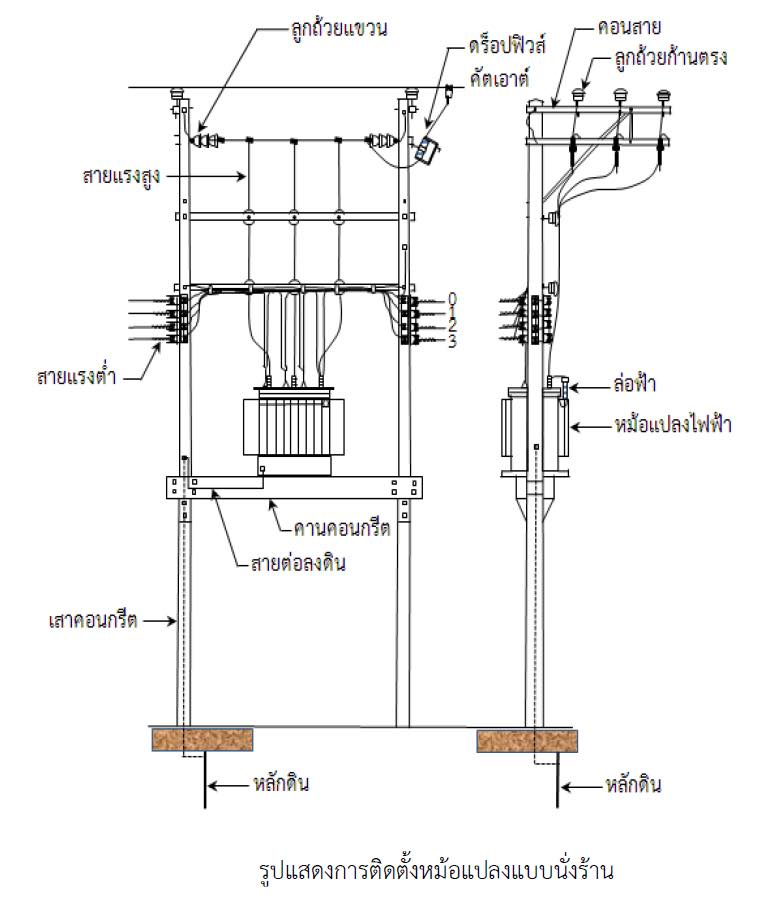 ลูกถ้วยแขวน
ดร็อปฟิวส์
คัตเอาต์
คอนสาย
ลูกถ้วยก้านตรง
สายแรงสูง
0
1
2
3
สายแรงต่ำ
ล่อฟ้า
หม้อแปลงไฟฟ้า
คานคอนกรีต
สายต่อลงดิน
เสาคอนกรีต
หลักดิน
หลักดิน
รูปแสดงการติดตั้งหม้อแปลงแบบนั่งร้าน